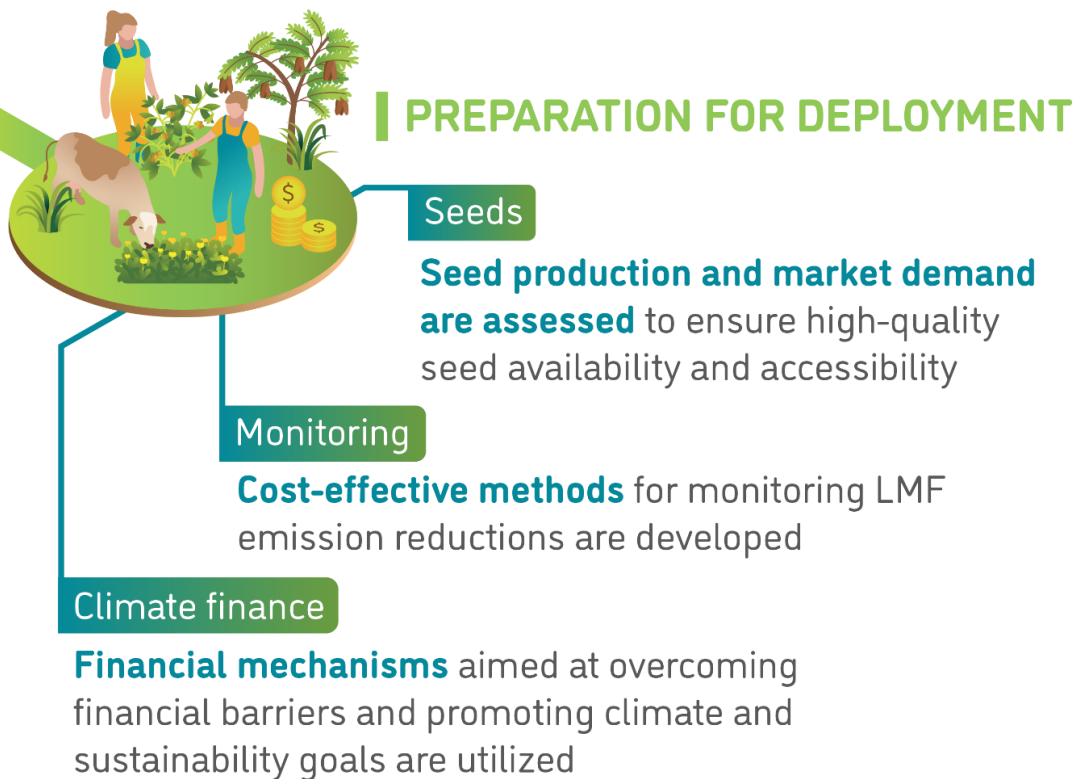 PREPARATION FOR DEPLOYMENT
$
$
Seeds
Seed production and market demand
are assessed to ensure high-quality
seed availability and accessibility
Monitoring
Cost-effective methods for monitoring LMF
emission reductions are developed
Climate finance
Financial mechanisms aimed at overcoming
financial barriers and promoting climate and
sustainability goals are utilized